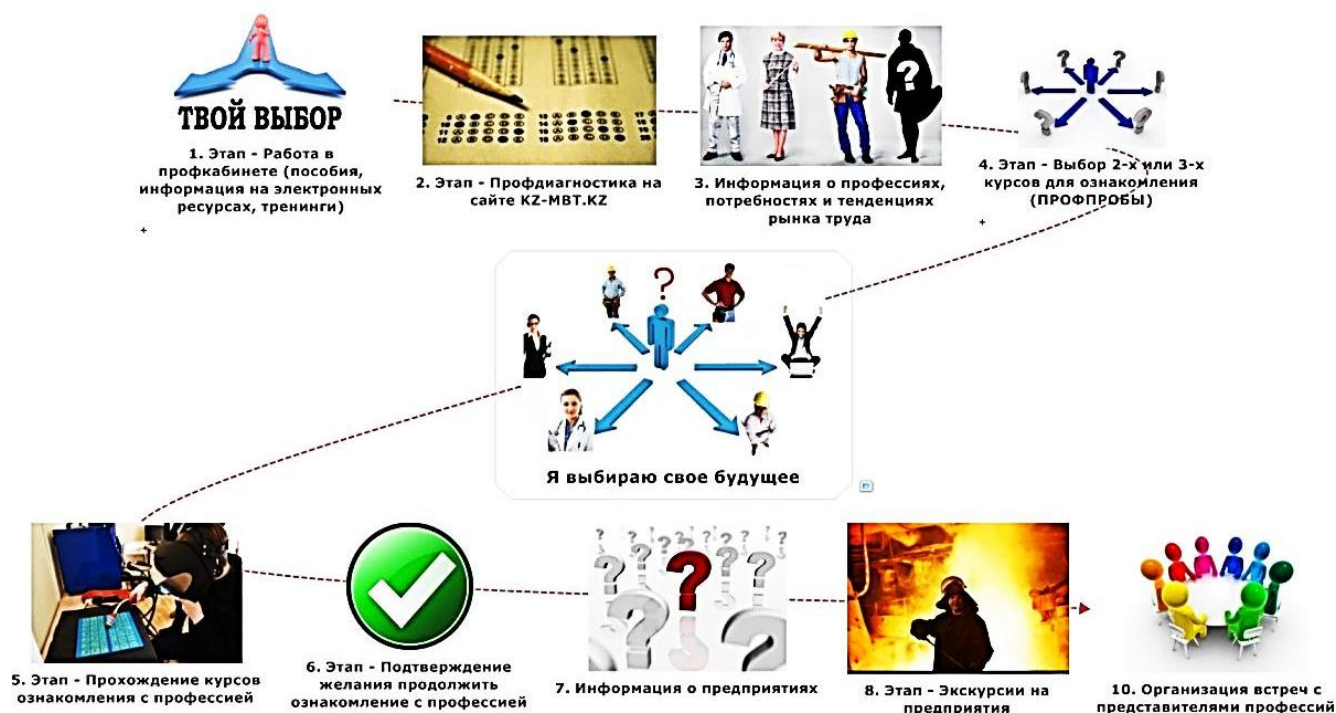 ТВОЙ ВЫБОР
1. Этап - Работа в
профкабинете (пособия,
информация на электронных
ресурсах, тренинги)
2. Этап - Профдиагностика на
сайте KZ-MBT.KZ
3. Информация о профессиях,
потребностях и тенденциях
рынка труда
4. Этап - Выбор 2-х или 3-х
курсов для ознакомления
(ПРОФПРОБЫ)
Я выбираю свое будущее
5. Этап - Прохождение курсов
ознакомления с профессией
6. Этап - Подтверждение
желания продолжить
ознакомление с профессией
7. Информация о предприятиях
8. Этап - Экскурсии на
предприятия
10. Организация встреч с
представителями профессий